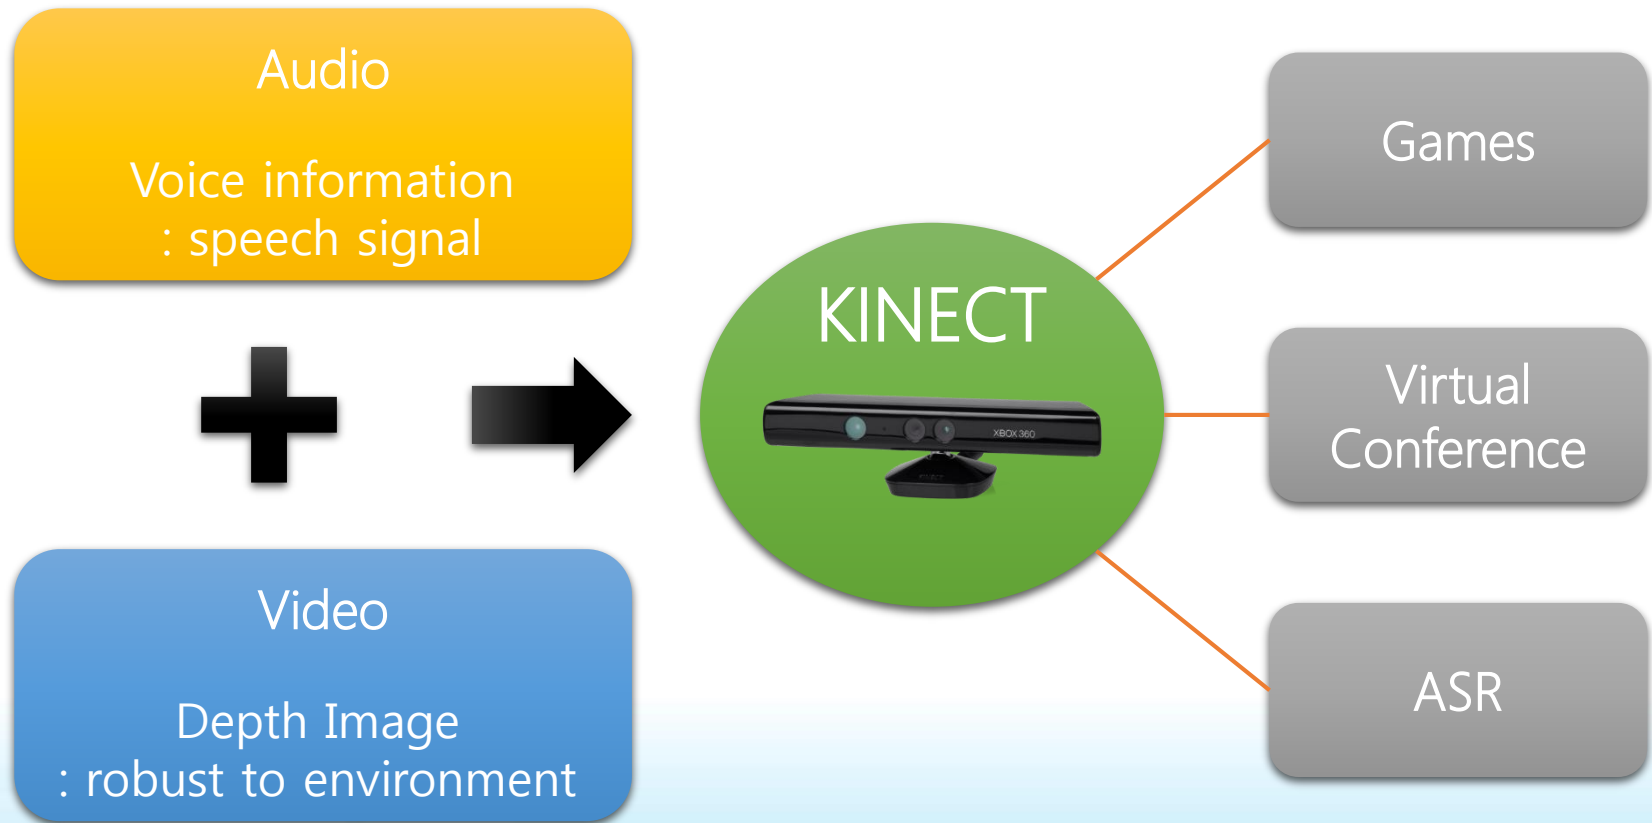 Audio
Voice information
: speech signal
Video
Depth Image
: robust to environment
KINECT
XBOX 360
Games
Virtual
Conference
ASR